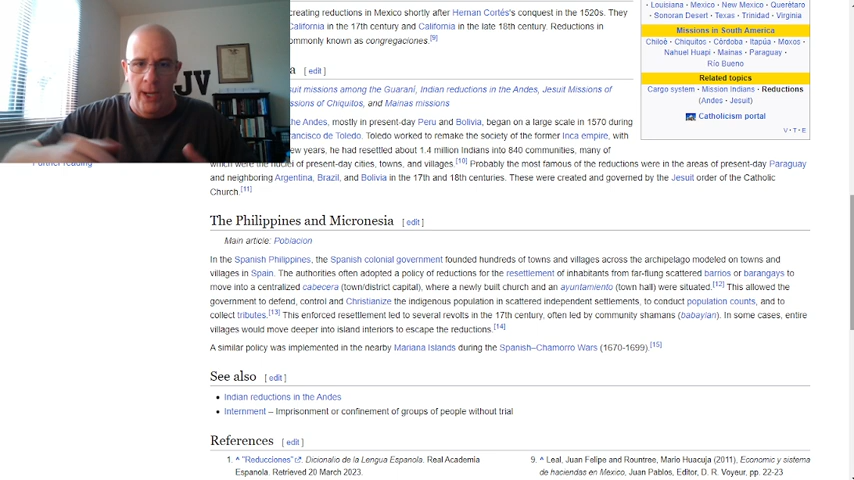 creating reductions in Mexico shortly after Hernan Cortés's conquest in the 1520s. They
California in the 17th century and California in the late 18th century. Reductions in
commonly known as congregaciones.[9]
a [ edit ]
suit missions among the Guaraní, Indian reductions in the Andes, Jesuit Missions of
ssions of Chiquitos, and Mainas missions
the Andes, mostly in present-day Peru and Bolivia, began on a large scale in 1570 during
rancisco de Toledo. Toledo worked to remake the society of the former Inca empire, with
ew years, he had resettled about 1.4 million Indians into 840 communities, many of
which were the nuclei of present-day cities, towns, and villages.[10] Probably the most famous of the reductions were in the areas of present-day Paraguay
and neighboring Argentina, Brazil, and Bolivia in the 17th and 18th centuries. These were created and governed by the Jesuit order of the Catholic
Church.[11]
Further reading
The Philippines and Micronesia [ edit ]
Main article: Poblacion
In the Spanish Philippines, the Spanish colonial government founded hundreds of towns and villages across the archipelago modeled on towns and
villages in Spain. The authorities often adopted a policy of reductions for the resettlement of inhabitants from far-flung scattered barrios or barangays to
move into a centralized cabecera (town/district capital), where a newly built church and an ayuntamiento (town hall) were situated.[12] This allowed the
government to defend, control and Christianize the indigenous population in scattered independent settlements, to conduct population counts, and to
collect tributes.[13] This enforced resettlement led to several revolts in the 17th century, often led by community shamans (babaylan). In some cases, entire
villages would move deeper into island interiors to escape the reductions.[14]
A similar policy was implemented in the nearby Mariana Islands during the Spanish–Chamorro Wars (1670-1699).[15]
See also [ edit ]
• Indian reductions in the Andes
• Internment – Imprisonment or confinement of groups of people without trial
References [ edit ]
1. ^ "Reducciones". Dicionalio de la Lengua Española. Real Academia
Española. Retrieved 20 March 2023.
9. ^ Leal, Juan Felipe and Rountree, Mario Huacuja (2011), Economic y sistema
de haciendas en Mexico, Juan Pablos, Editor, D. R. Voyeur, pp. 22-23
• Louisiana • Mexico • New Mexico • Querétaro
• Sonoran Desert • Texas • Trinidad • Virginia
Missions in South America
Chiloé • Chiquitos • Córdoba • Itapúa • Moxos •
Nahuel Huapi • Mainas • Paraguay •
Río Bueno
Related topics
Cargo system • Mission Indians • Reductions
(Andes • Jesuit)
Catholicism portal
V • T • E
JV